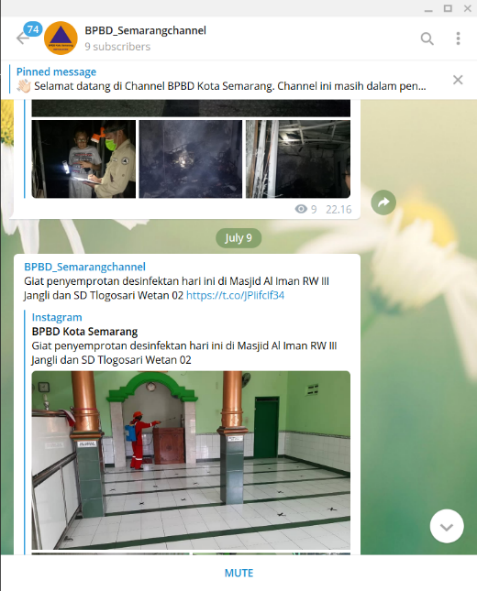 74
BPBD_Semarangchannel
9 subscribers
Pinned message
👋🏻 Selamat datang di Channel BPBD Kota Semarang. Channel ini masih dalam pen...
9 22.16
July 9
BPBD_Semarangchannel
Giat penyemprotan desinfektan hari ini di Masjid Al Iman RW III
Jangli dan SD Tlogosari Wetan 02 https://t.co/JPIifcIf34
Instagram
BPBD Kota Semarang
Giat penyemprotan desinfektan hari ini di Masjid Al Iman RW III
Jangli dan SD Tlogosari Wetan 02
MUTE